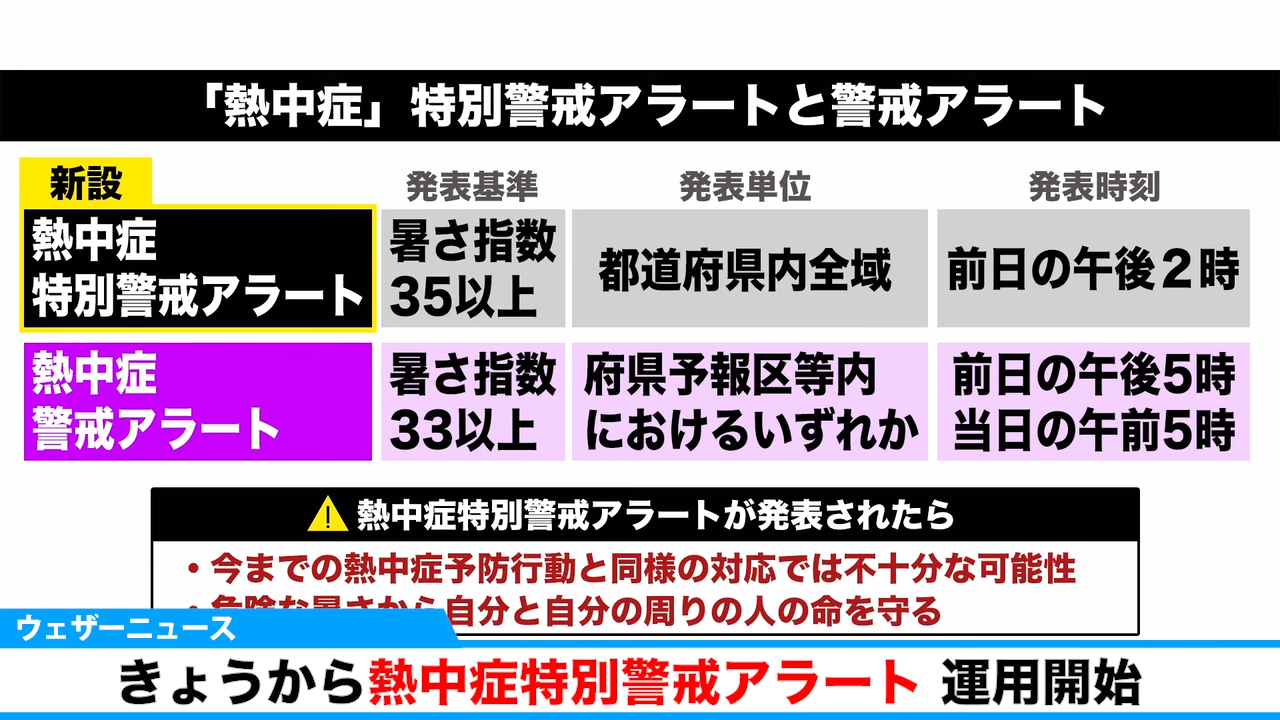 「熱中症」特別警戒アラートと警戒アラート
新設
発表基準 発表単位 発表時刻
熱中症
特別警戒アラート
暑さ指数
35以上
都道府県内全域
前日の午後2時
熱中症
警戒アラート
暑さ指数
33以上
府県予報区等内
におけるいずれか
前日の午後5時
当日の午前5時
熱中症特別警戒アラートが発表されたら
・今までの熱中症予防行動と同様の対応では不十分な可能性
・危険な暑さから自分と自分の周りの人の命を守る
ウェザーニュース
きょうから熱中症特別警戒アラート 運用開始